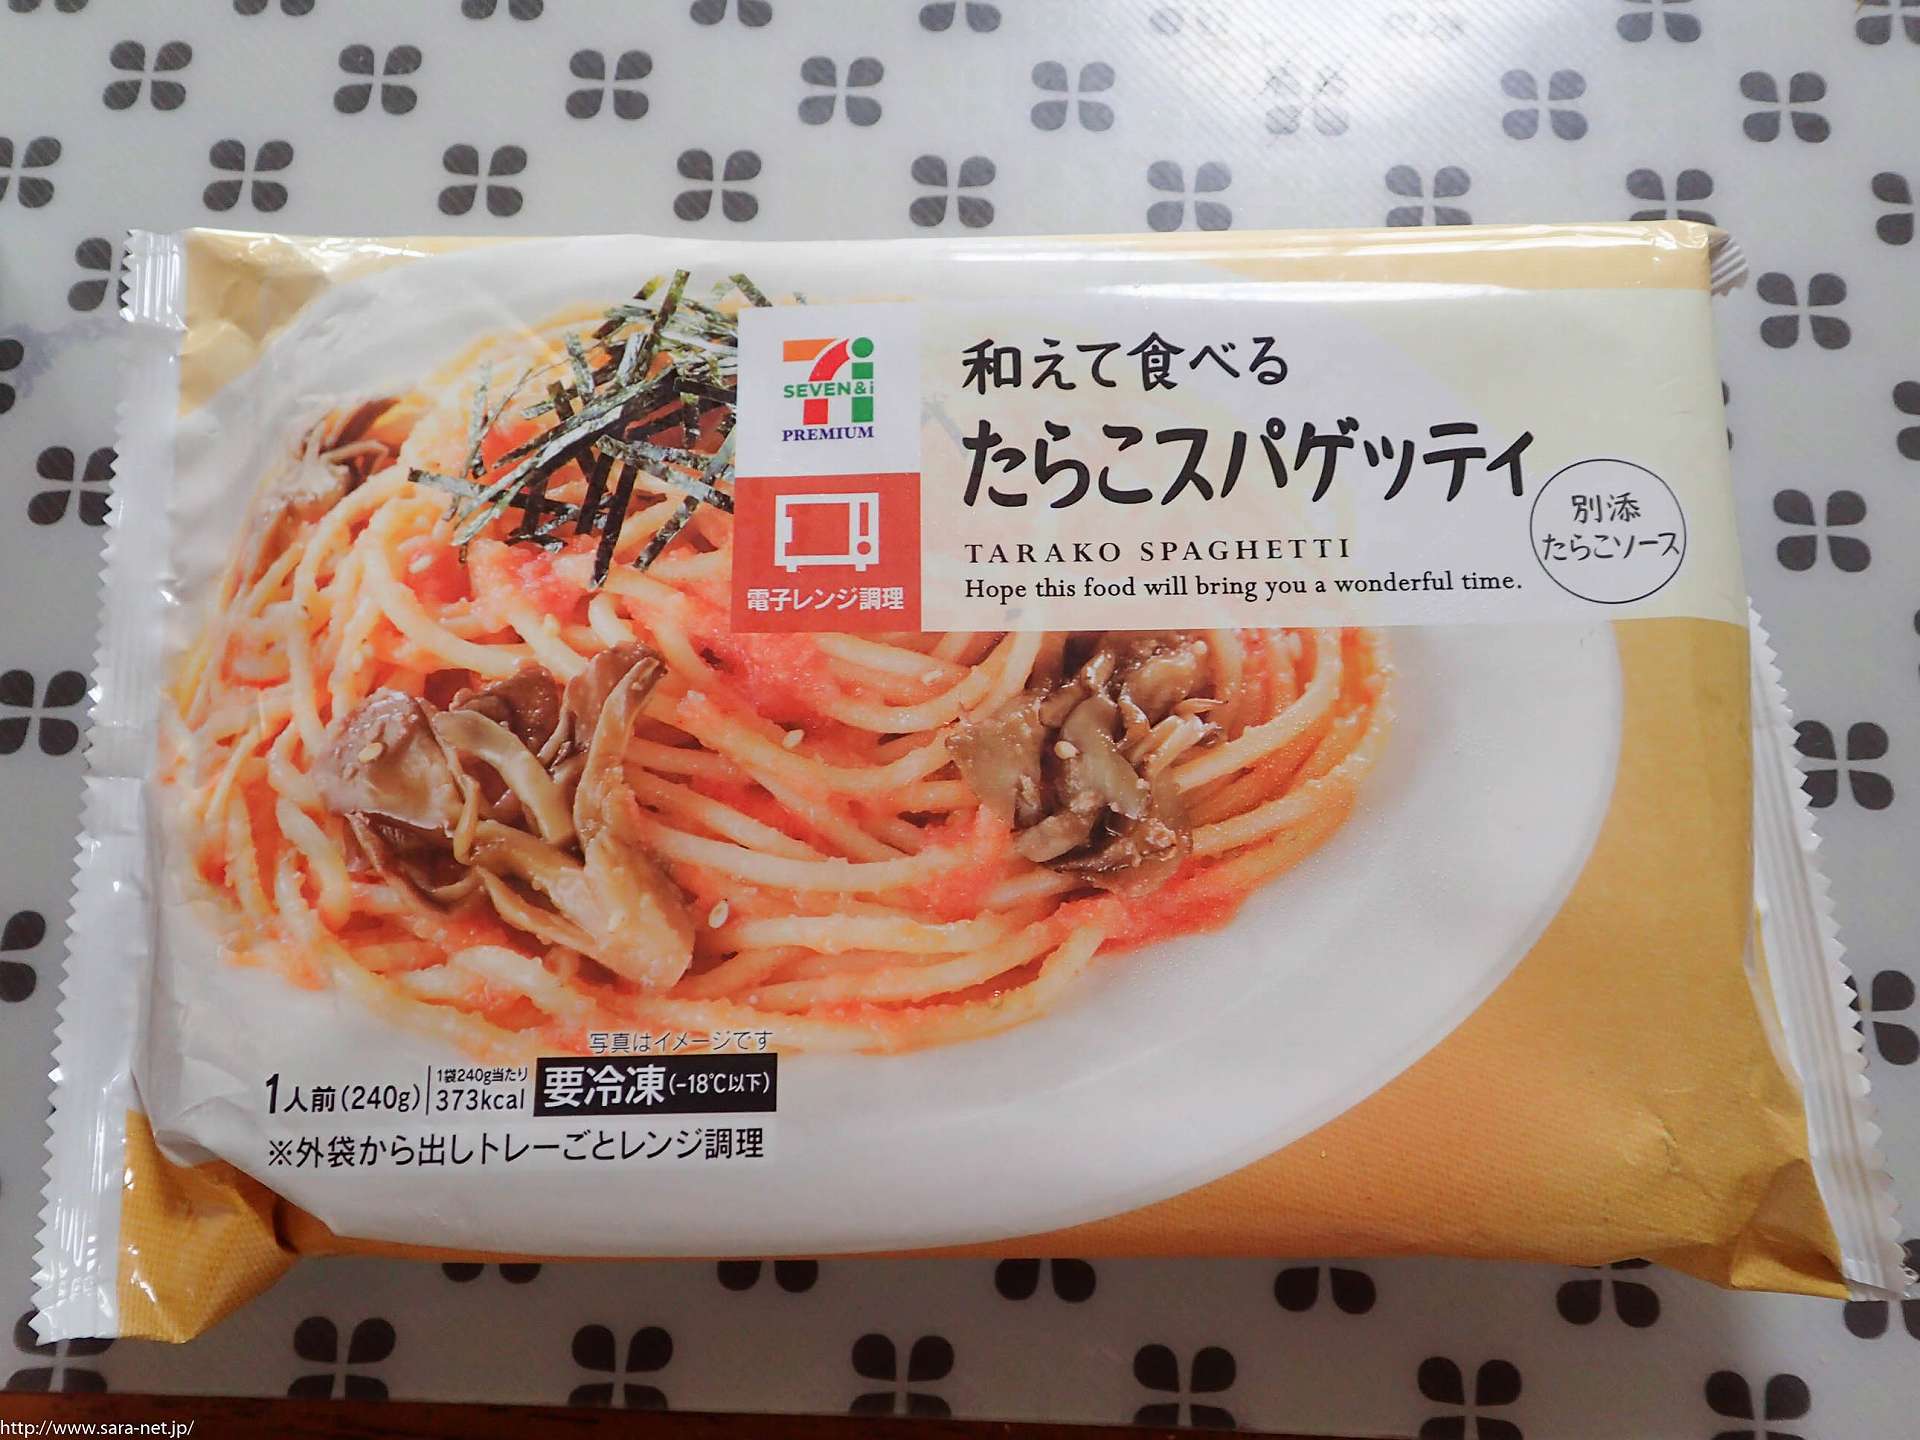 SEVEN&i
PREMIUM
電子レンジ調理
和えて食べる
たらこスパゲッティ
TARAKO SPAGHETTI
Hope this food will bring you a wonderful time.
別添
たらこソース
写真はイメージです
1人前(240g)
1袋240g当たり
373kcal
要冷凍(-18℃以下)
※外袋から出しトレーごとレンジ調理
http://www.sara-net.jp/